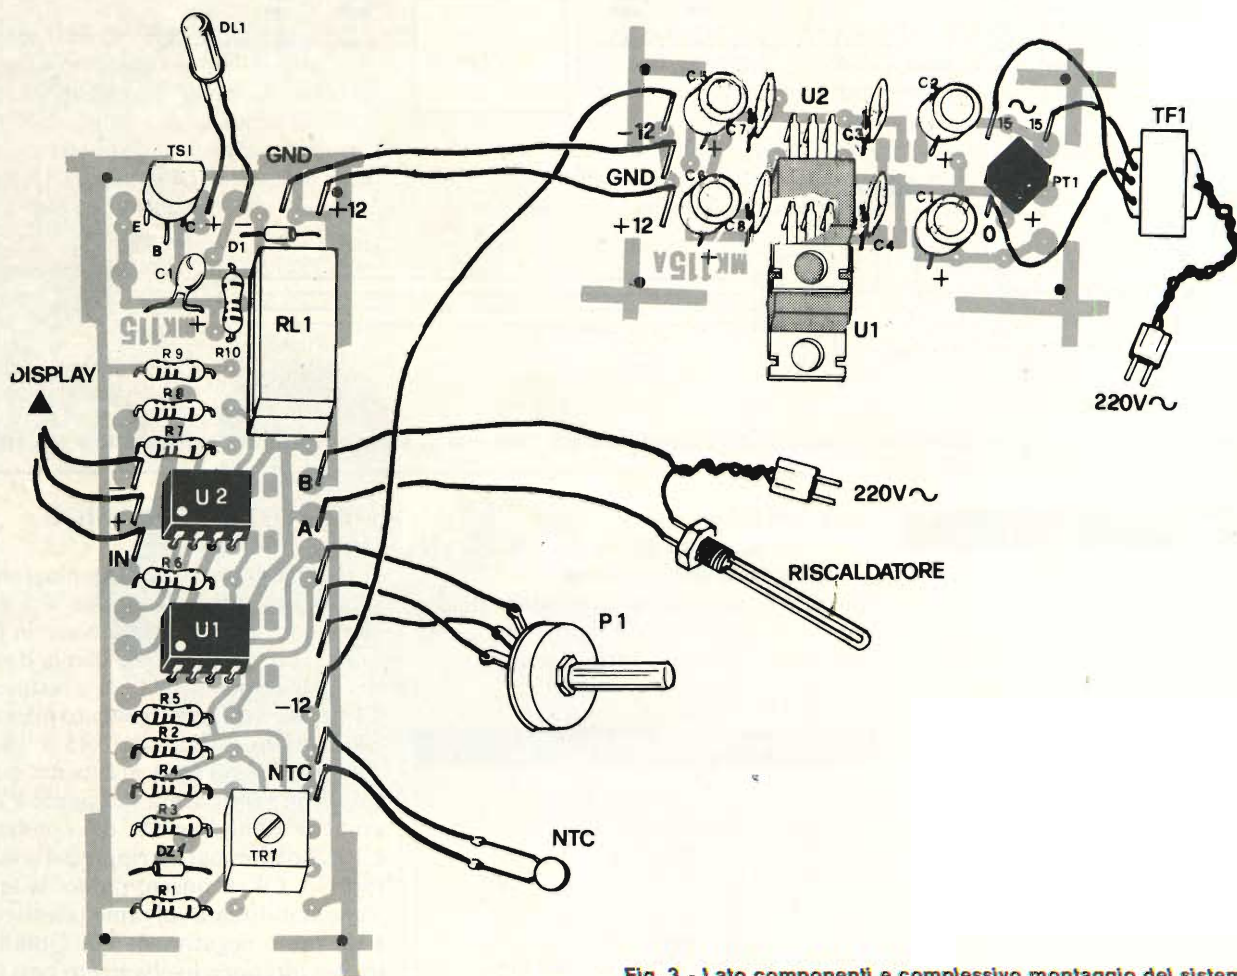 DL1
TS1
GND
+12
E
B
C
+
-
D1
C1
+
MK115
R10
RL1
R9
R8
R7
DISPLAY
-
+
IN
U2
B
A
R6
U1
R5
R2
R4
R3
DZ1
R1
-12
NTC
TR1
NTC
P1
RISCALDATORE
220V~
C5
-12
C7
+
GND
C6
+12
C8
+
MK115A
U2
C3
C4
U1
C2
+
C1
+
15 ~ 15
PT1
0
+
TF1
220V~
Fig. 3 - Lato componenti e complessivo montaggio del sistem